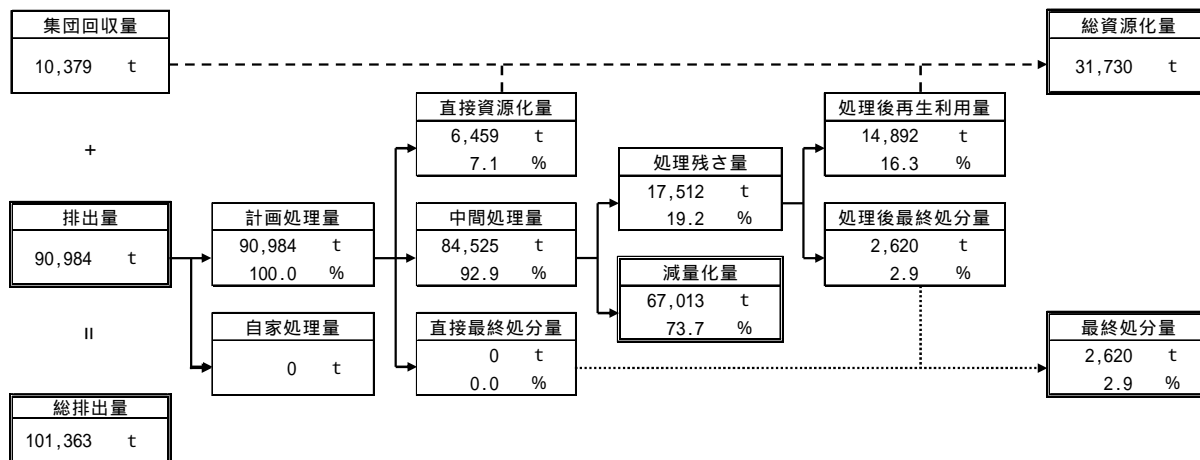 集団回収量
10,379 t
総資源化量
31,730 t
直接資源化量
6,459 t
7.1 %
処理後再生利用量
14,892 t
16.3 %
+
処理残さ量
17,512 t
19.2 %
排出量
90,984 t
計画処理量
90,984 t
100.0 %
中間処理量
84,525 t
92.9 %
処理後最終処分量
2,620 t
2.9 %
減量化量
67,013 t
73.7 %
=
自家処理量
0 t
直接最終処分量
0 t
0.0 %
最終処分量
2,620 t
2.9 %
総排出量
101,363 t